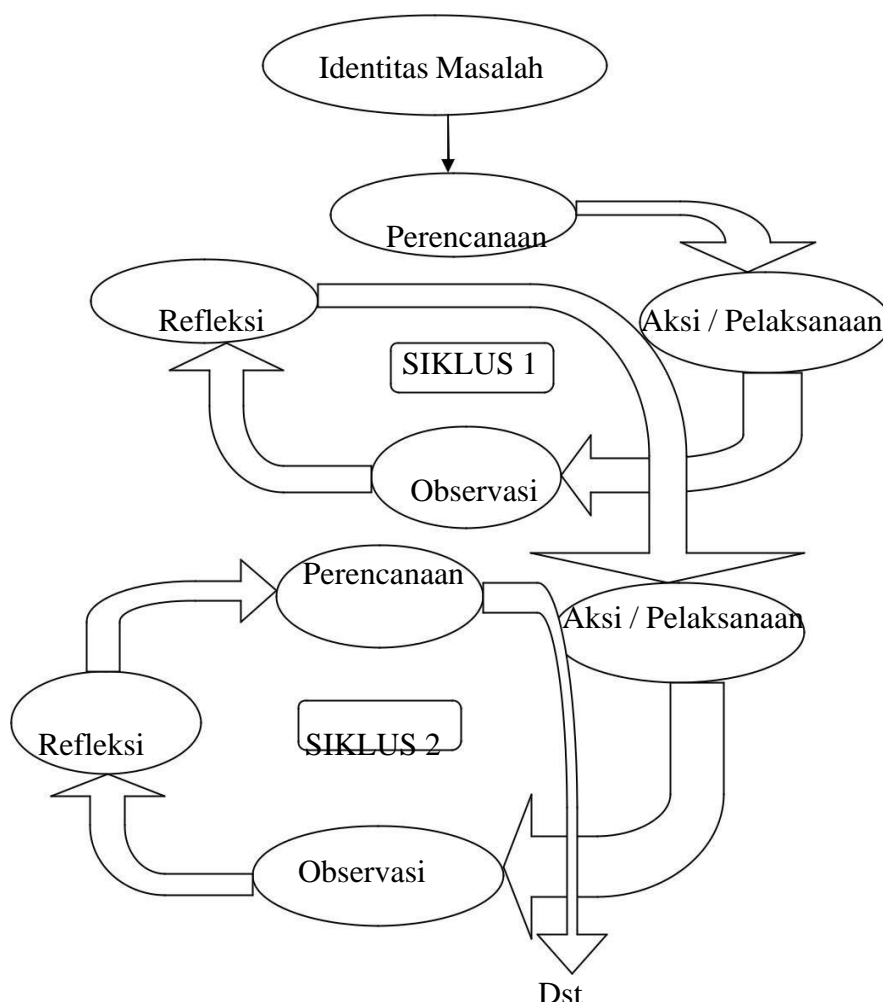 Identitas Masalah
Perencanaan
Refleksi
Aksi / Pelaksanaan
SIKLUS 1
Observasi
Perencanaan
Aksi / Pelaksanaan
Refleksi
SIKLUS 2
Observasi
Dst